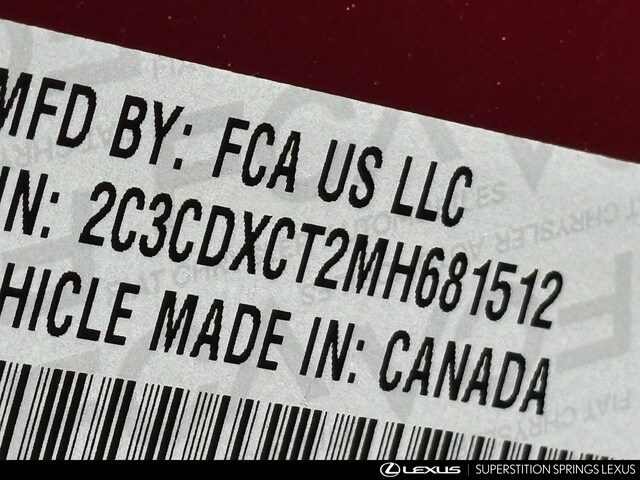 MFD BY: FCA US LLC
IN: 2C3CDXCT2MH681512
HICLE MADE IN: CANADA
LEXUS | SUPERSTITION SPRINGS LEXUS